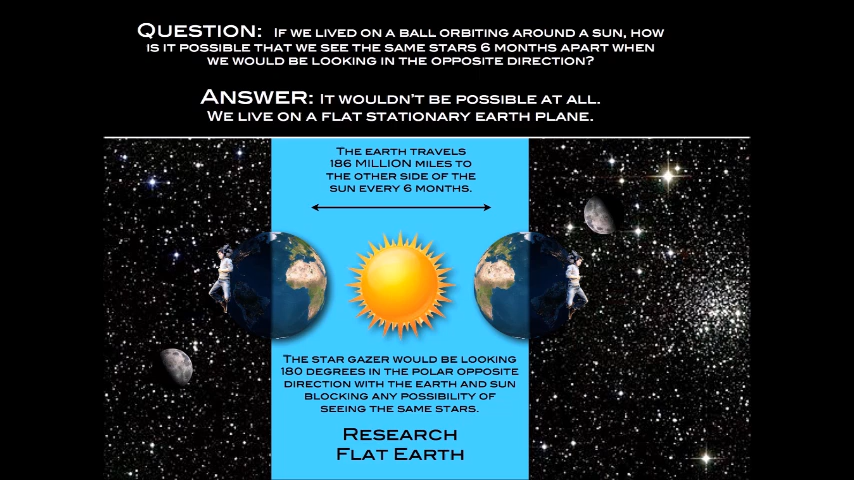 QUESTION: IF WE LIVED ON A BALL ORBITING AROUND A SUN, HOW
IS IT POSSIBLE THAT WE SEE THE SAME STARS 6 MONTHS APART WHEN
WE WOULD BE LOOKING IN THE OPPOSITE DIRECTION?
ANSWER: IT WOULDN'T BE POSSIBLE AT ALL.
WE LIVE ON A FLAT STATIONARY EARTH PLANE.
THE EARTH TRAVELS
186 MILLION MILES TO
THE OTHER SIDE OF THE
SUN EVERY 6 MONTHS.
THE STAR GAZER WOULD BE LOOKING
180 DEGREES IN THE POLAR OPPOSITE
DIRECTION WITH THE EARTH AND SUN
BLOCKING ANY POSSIBILITY OF
SEEING THE SAME STARS.
RESEARCH
FLAT EARTH